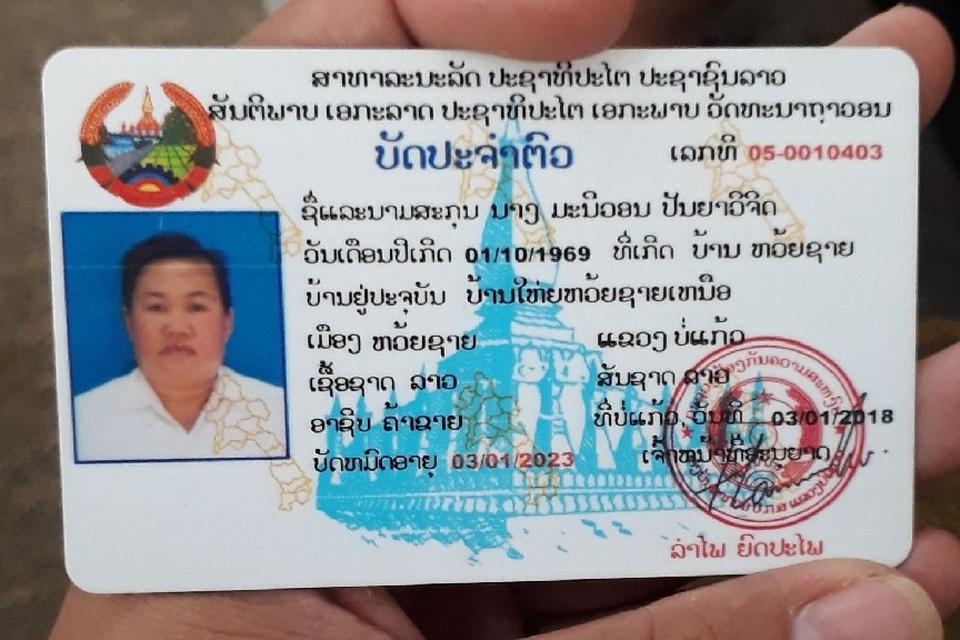 ສາທາລະນະລັດ ປະຊາທິປະໄຕ ປະຊາຊົນລາວ
ສັນຕິພາບ ເອກະລາດ ປະຊາທິປະໄຕ ເອກະພາບ ວັດທະນາຖາວອນ
ບັດປະຈຳຕົວ
ເລກທີ 05-0010403
ຊື່ແລະນາມສະກຸນ ນາງ ມະນີວອນ ປັນຍາວິຈິດ
ວັນເດືອນປີເກີດ 01/10/1969 ທີ່ເກີດ ບ້ານ ຫວ້ຍຊາຍ
ບ້ານຢູ່ປະຈຸບັນ ບ້ານໃຫ່ຍຫວ້ຍຊາຍເຫນືອ
ເມືອງ ຫວ້ຍຊາຍ ແຂວງ ບໍ່ແກ້ວ
ເຊື້ອຊາດ ລາວ ສັນຊາດ ລາວ
ອາຊີບ ຄ້າຂາຍ ທີ່ບໍ່ແກ້ວ, ວັນທີ 03/01/2018
ບັດຫມົດອາຍຸ 03/01/2023 ເຈົ້າຫນ້າທີ່ອະນຸຍາດ
ລຳໄພ ຍົດປະໄພ